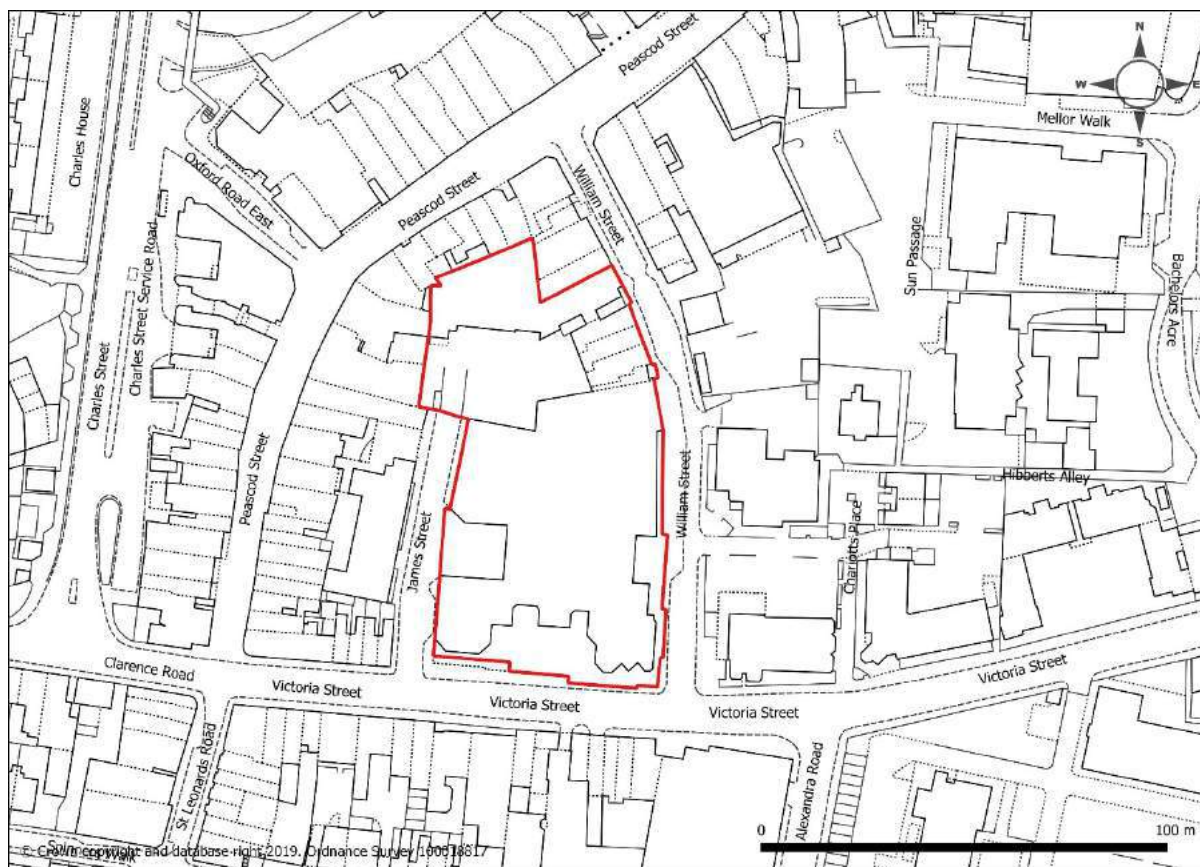 Peascod Street
N
W
E
S
Mellor Walk
Charles House
Oxford Road East
Peascod Street
William Street
Charles Street Service Road
Sun Passage
Bachelors Acre
Charles Street
Peascod Street
James Street
William Street
Hibberts Alley
Chariotts Place
Clarence Road
Victoria Street
Victoria Street
Victoria Street
Victoria Street
St Leonards Road
Alexandra Road
0
100 m
© Crown copyright and database right 2019. Ordnance Survey 100018817